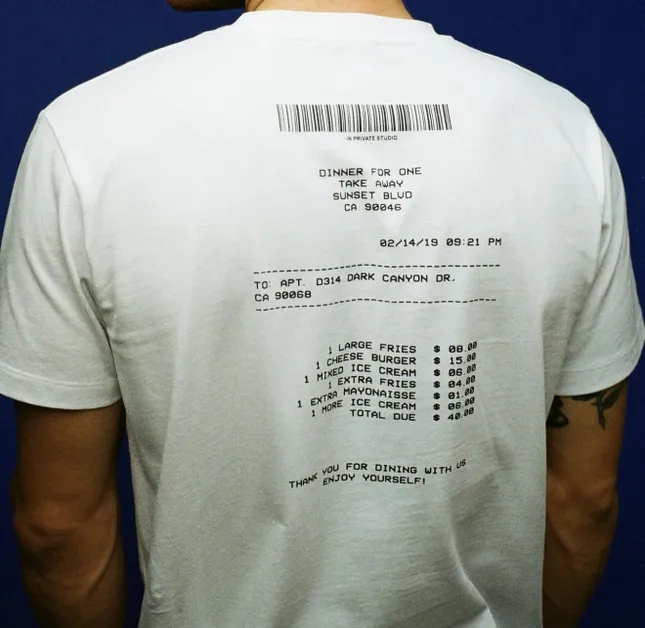 IN PRIVATE STUDIO
DINNER FOR ONE
TAKE AWAY
SUNSET BLVD
CA 90046
02/14/19 09:21 PM
TO: APT. D314 DARK CANYON DR.
CA 90068
1 LARGE FRIES $ 08.00
1 CHEESE BURGER $ 15.00
1 MIXED ICE CREAM $ 06.00
1 EXTRA FRIES $ 04.00
1 EXTRA MAYONAISSE $ 01.00
1 MORE ICE CREAM $ 06.00
TOTAL DUE $ 40.00
THANK YOU FOR DINING WITH US
ENJOY YOURSELF!